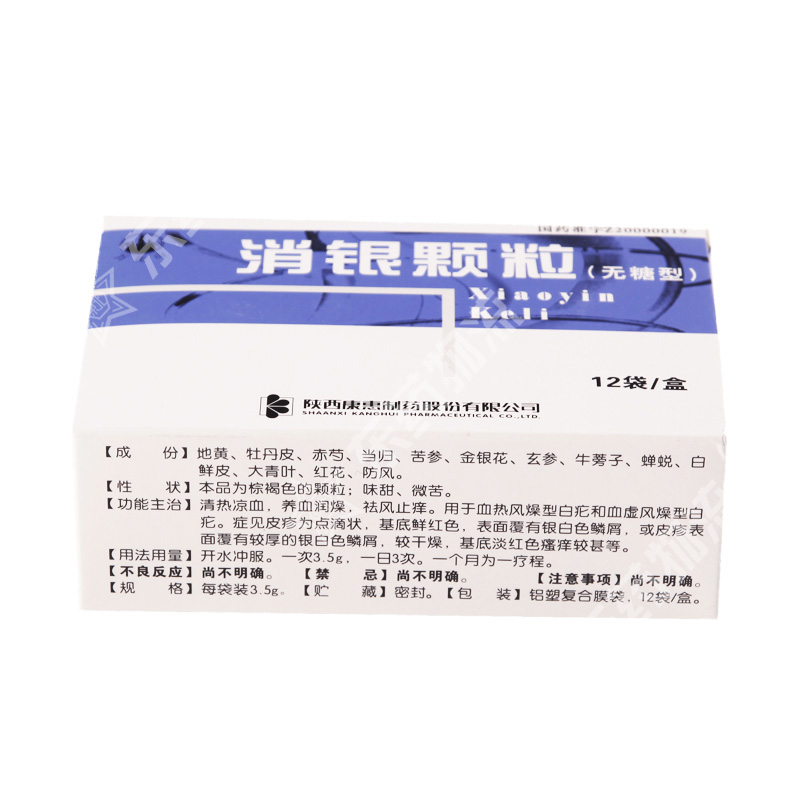 国药准字Z20000019
消银颗粒（无糖型）
Xiaoyin
Keli
12袋/盒
陕西康惠制药股份有限公司
SHAANXI KANGHUI PHARMACEUTICAL CO.,LTD.
【成 份】地黄、牡丹皮、赤芍、当归、苦参、金银花、玄参、牛蒡子、蝉蜕、白
鲜皮、大青叶、红花、防风。
【性 状】本品为棕褐色的颗粒；味甜、微苦。
【功能主治】清热凉血，养血润燥，祛风止痒。用于血热风燥型白疕和血虚风燥型白
疕。症见皮疹为点滴状，基底鲜红色，表面覆有银白色鳞屑，或皮疹表
面覆有较厚的银白色鳞屑，较干燥，基底淡红色瘙痒较甚等。
【用法用量】开水冲服。一次3.5g，一日3次。一个月为一疗程。
【不良反应】尚不明确。【禁 忌】尚不明确。 【注意事项】尚不明确。
【规 格】每袋装3.5g。【贮 藏】密封。【包 装】铝塑复合膜袋，12袋/盒。